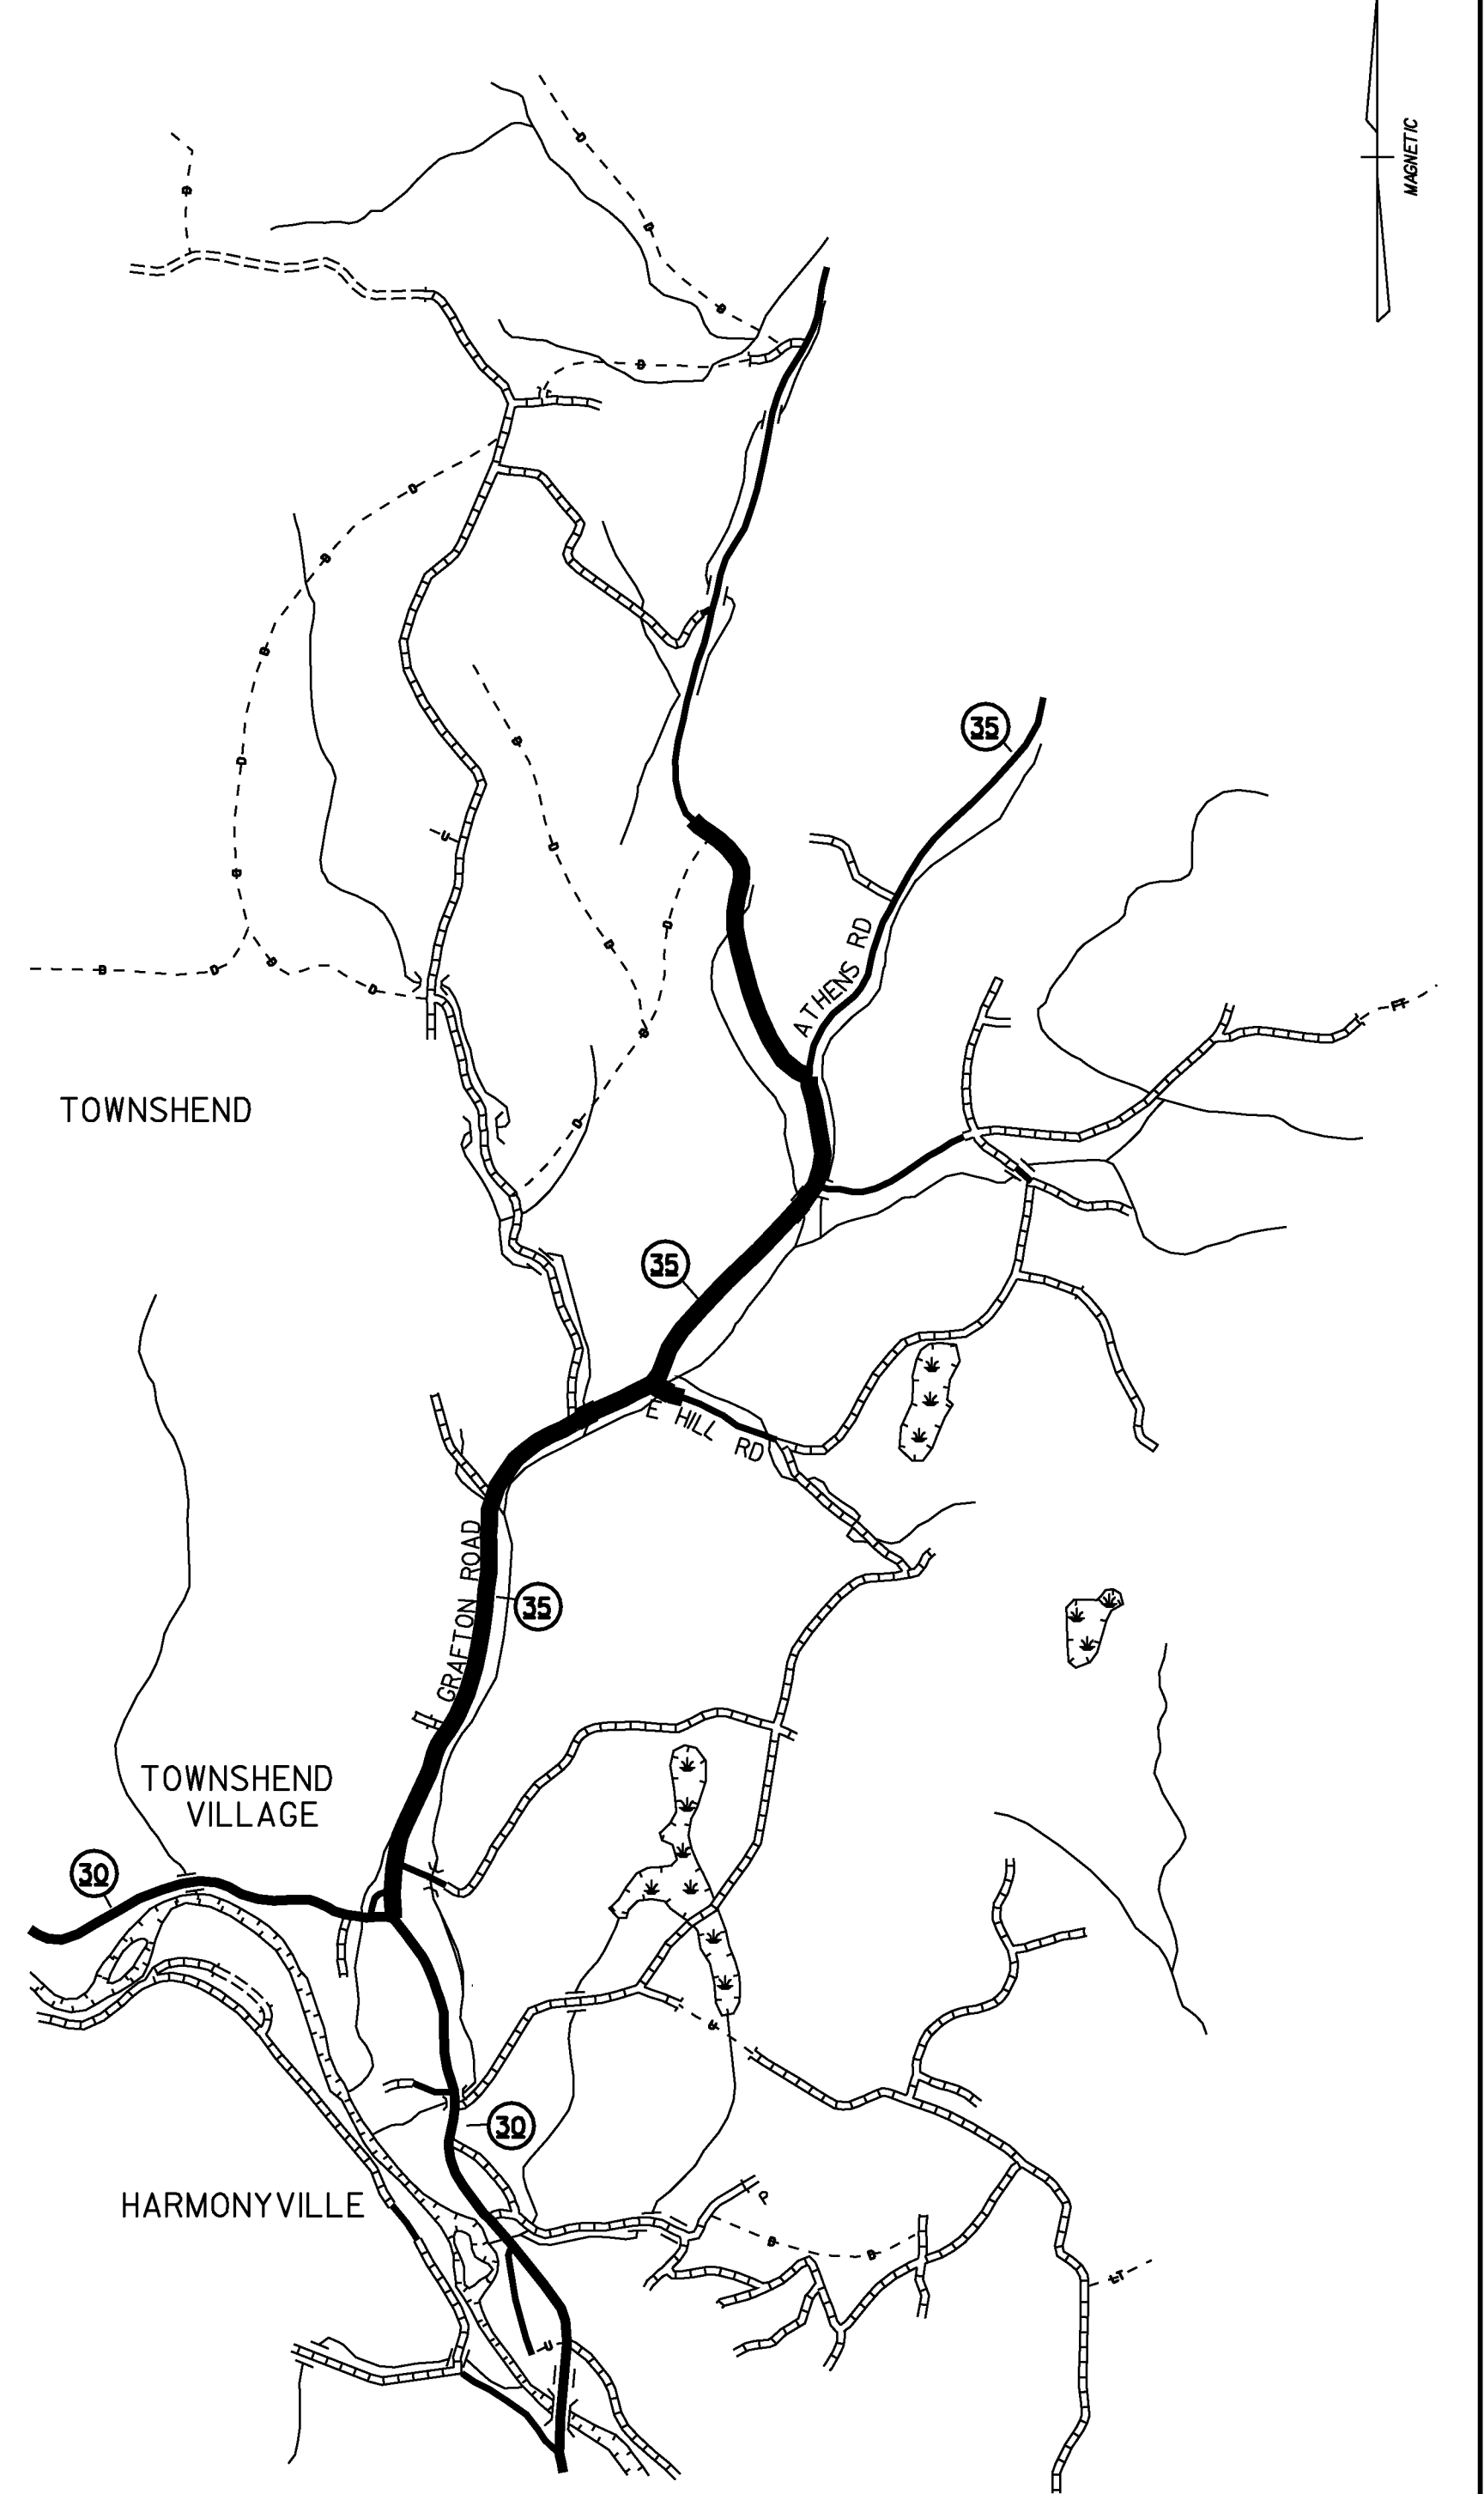 MAGNETIC
35
ATHENS RD
TOWNSHEND
35
E HILL RD
GRAFTON ROAD
35
TOWNSHEND
VILLAGE
30
30
HARMONYVILLE